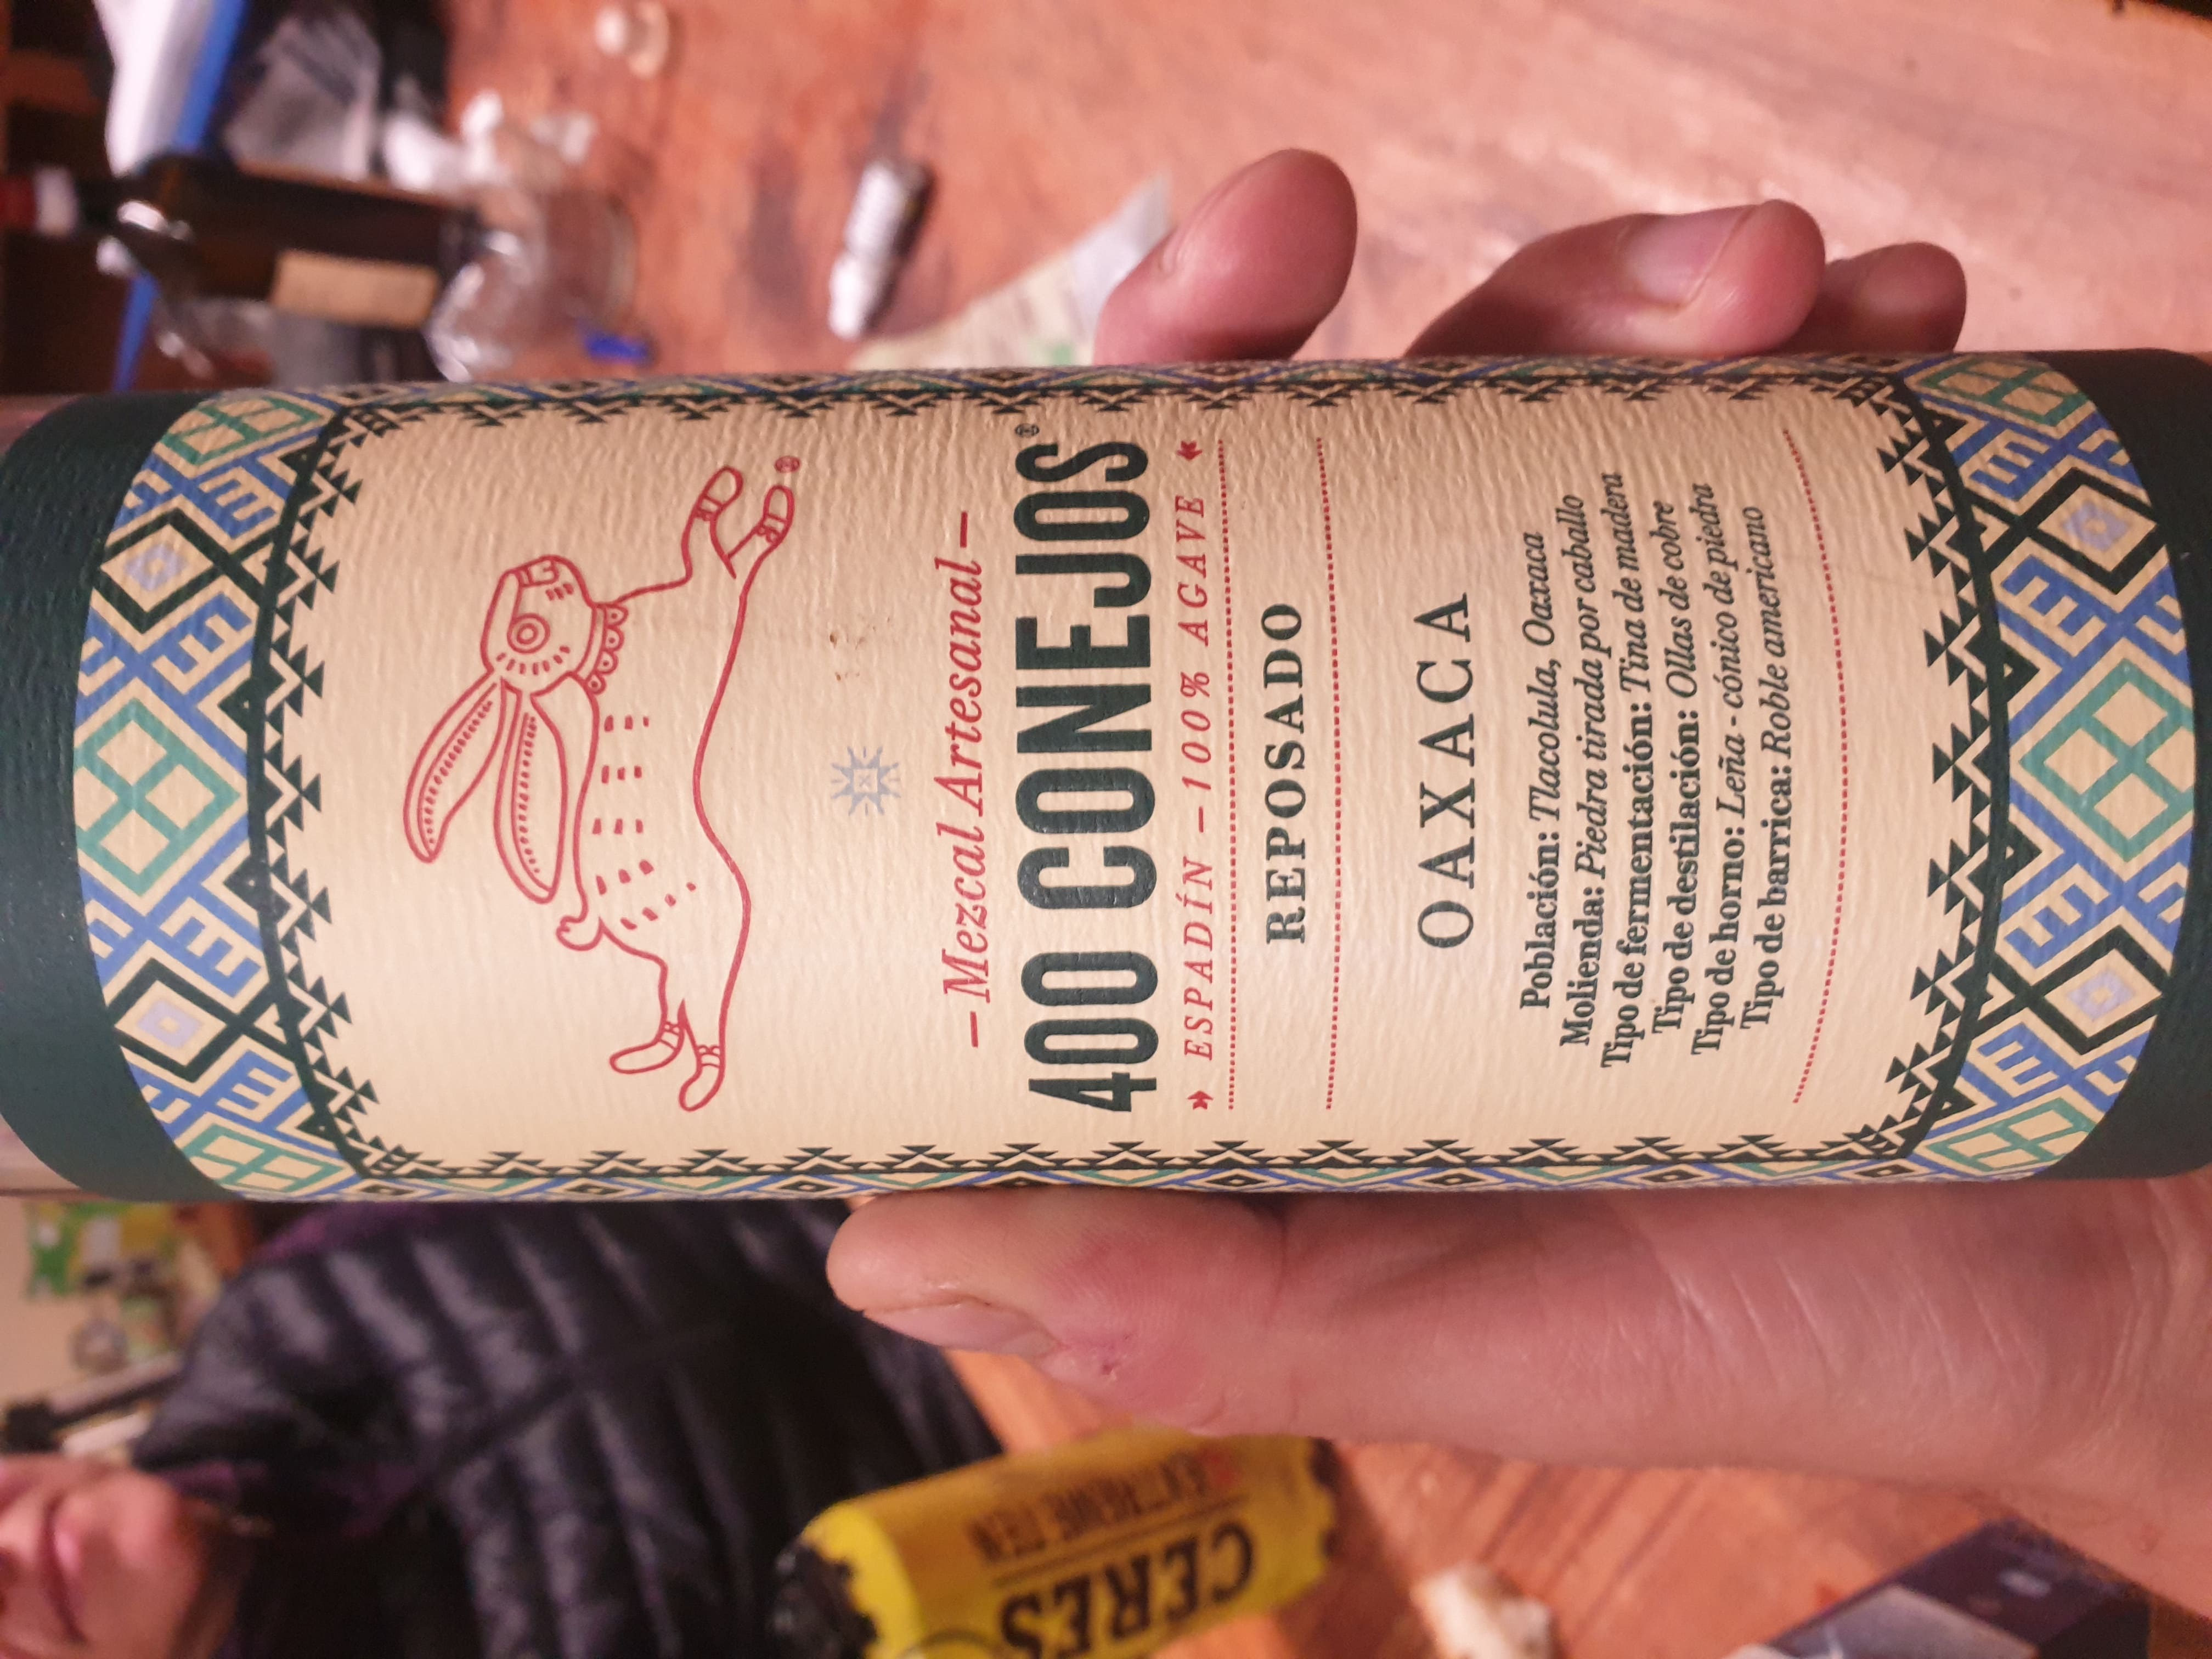 — Mezcal Artesanal —
400 CONEJOS®
ESPADÍN – 100% AGAVE
REPOSADO
OAXACA
Población: Tlacolula, Oaxaca
Molienda: Piedra tirada por caballo
Tipo de fermentación: Tina de madera
Tipo de destilación: Ollas de cobre
Tipo de horno: Leña - cónico de piedra
Tipo de barrica: Roble americano
CERES